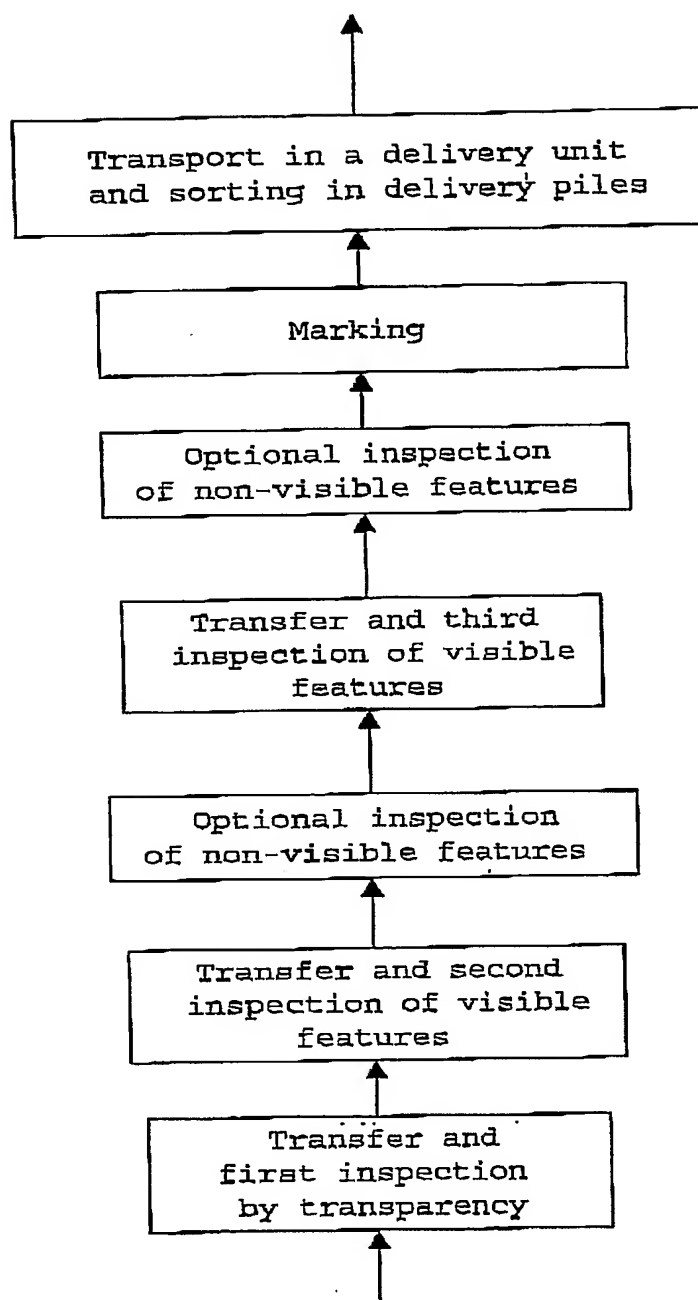 Transport in a delivery unit
and sorting in delivery piles
Marking
Optional inspection
of non-visible features
Transfer and third
inspection of visible
features
Optional inspection
of non-visible features
Transfer and second
inspection of visible
features
Transfer and
first inspection
by transparency